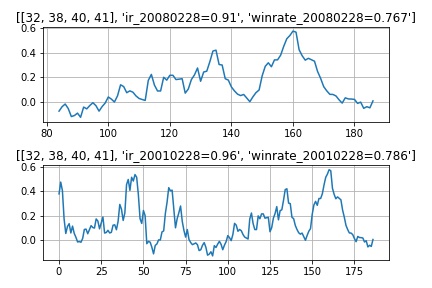 [[32, 38, 40, 41], 'ir_20080228=0.91', 'winrate_20080228=0.767']
0.6
0.4
0.2
0.0
80 100 120 140 160 180
[[32, 38, 40, 41], 'ir_20010228=0.96', 'winrate_20010228=0.786']
0.6
0.4
0.2
0.0
0 25 50 75 100 125 150 175